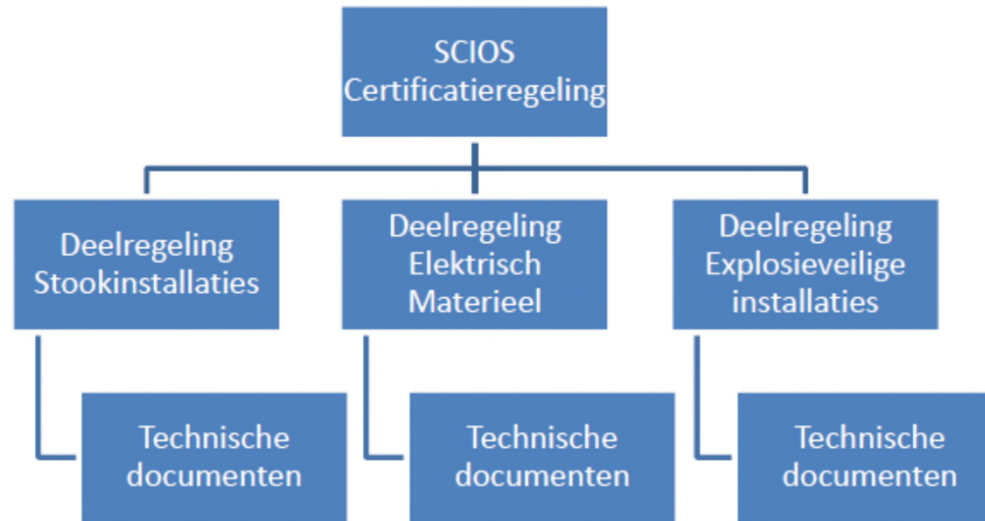 SCIOS
Certificatieregeling
Deelregeling
Stookinstallaties
Deelregeling
Elektrisch
Materieel
Deelregeling
Explosieveilige
installaties
Technische
documenten
Technische
documenten
Technische
documenten